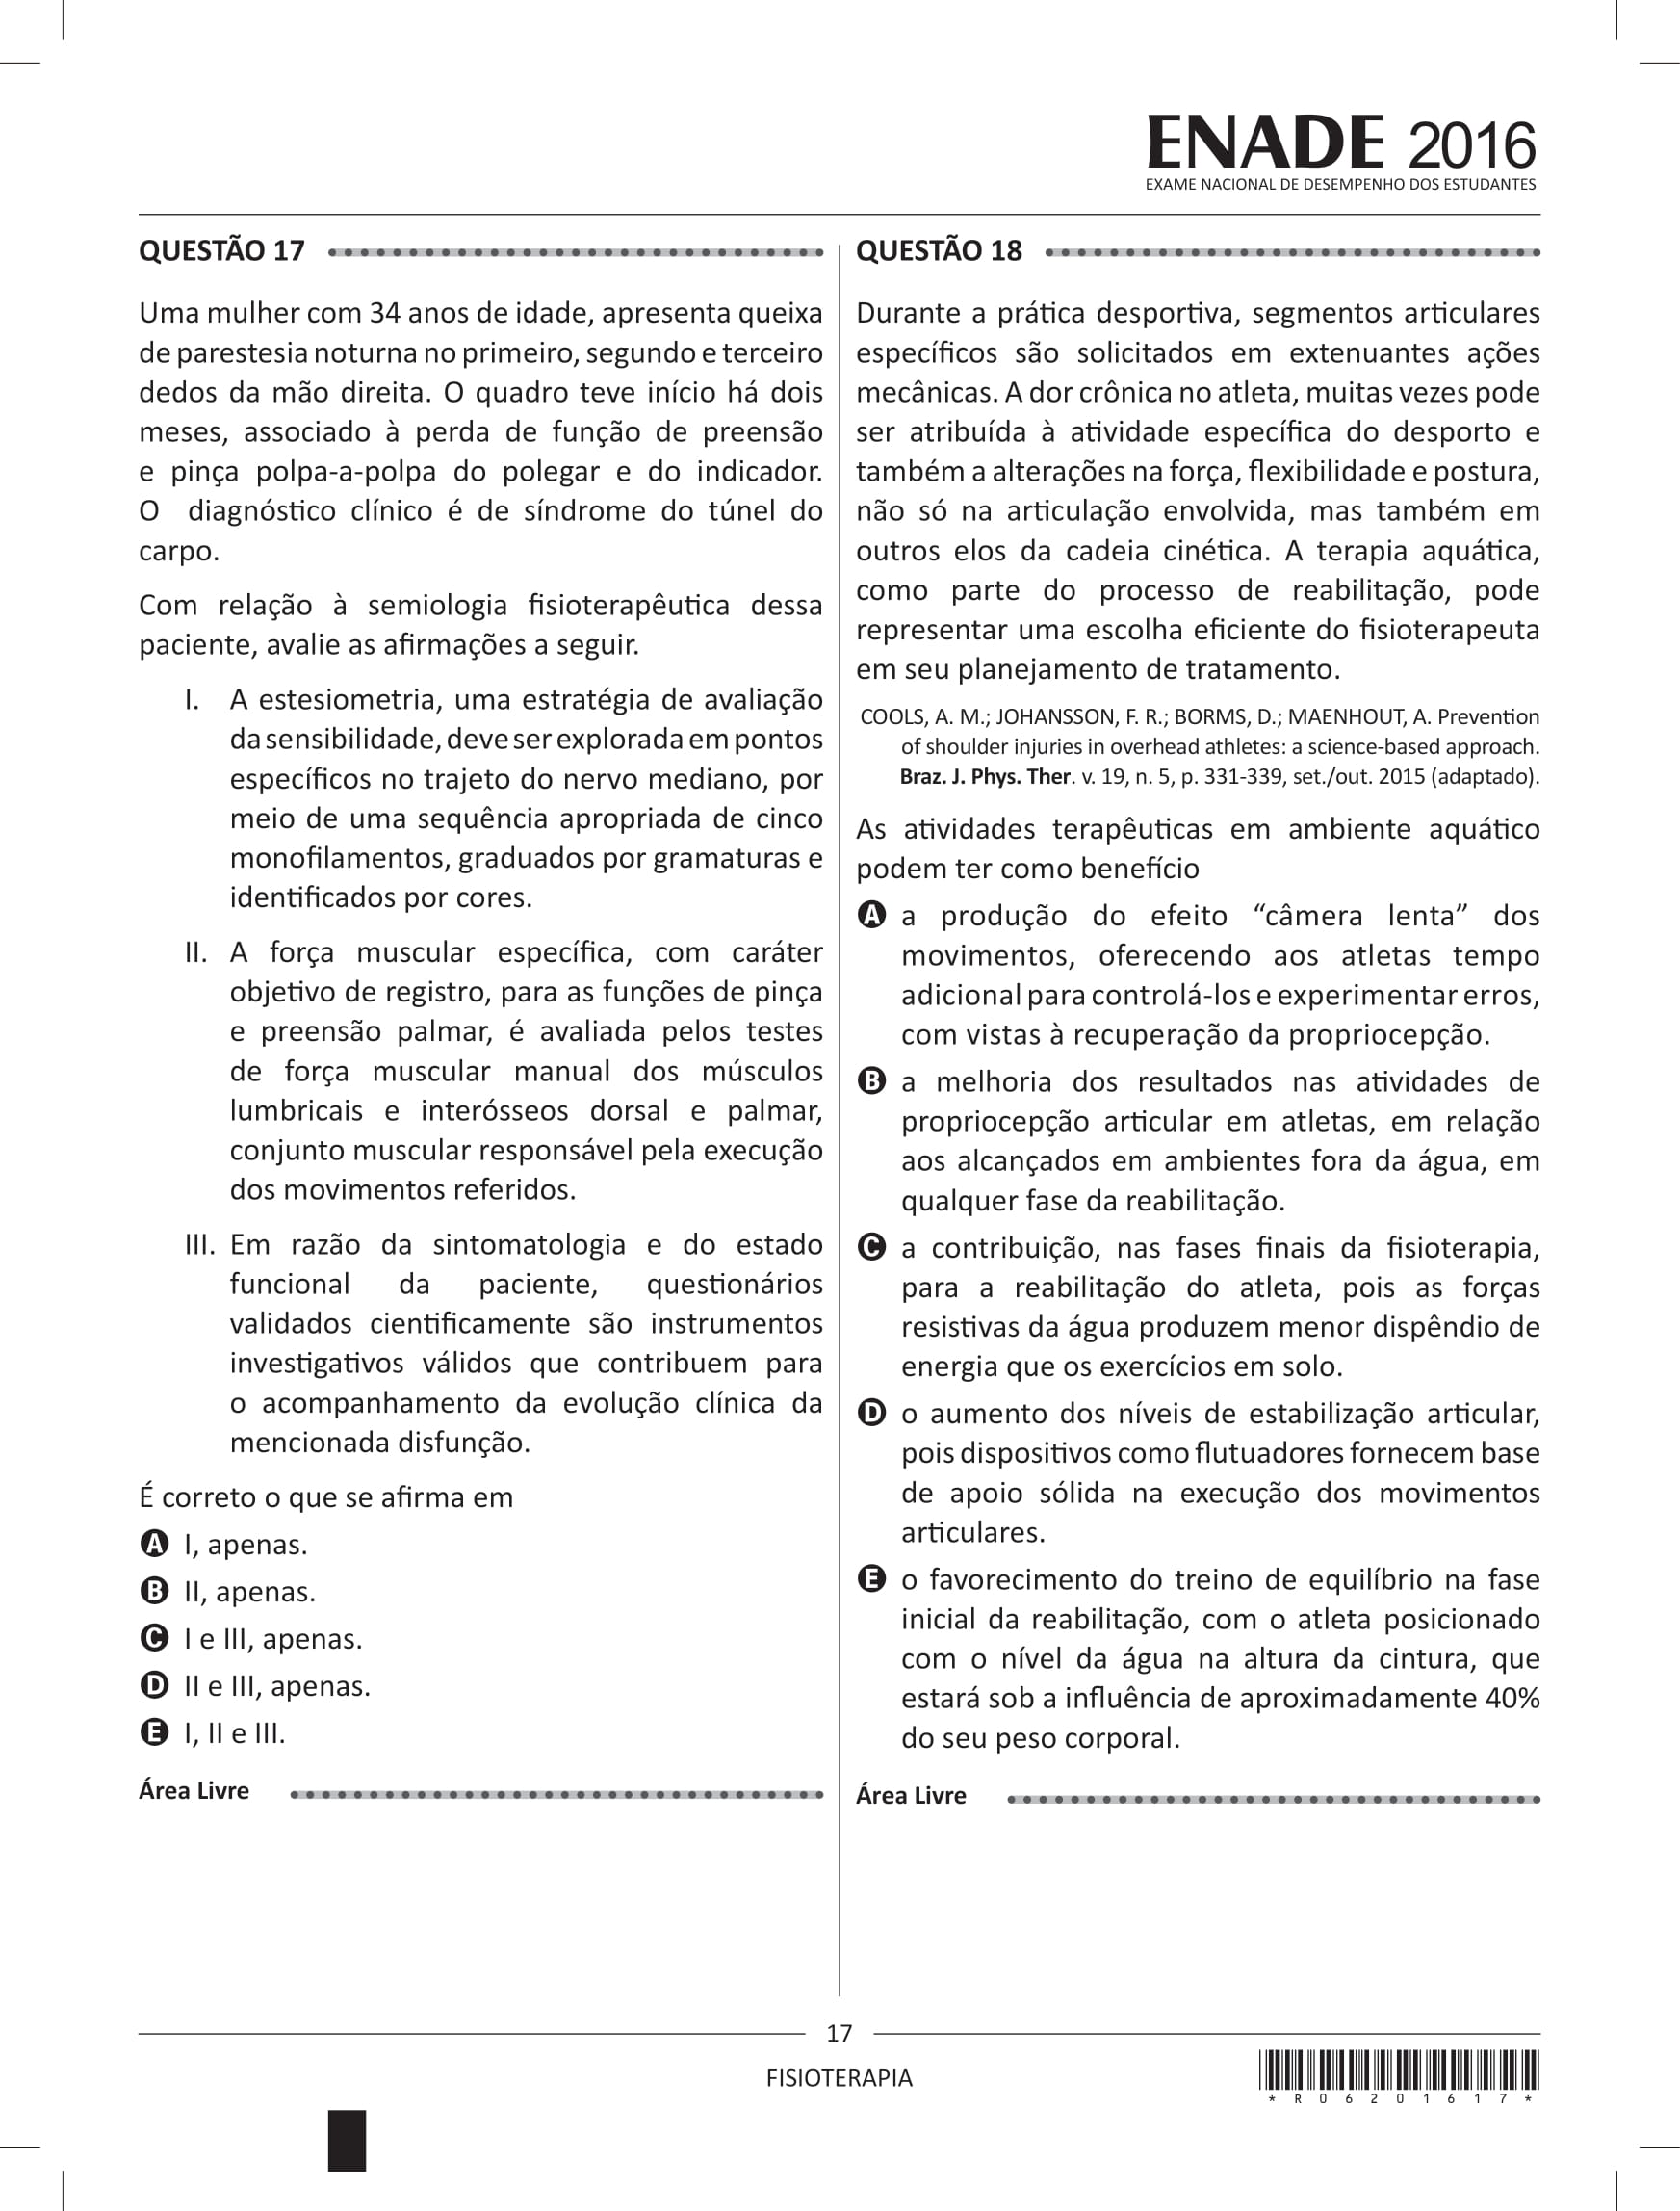 ENADE 2016
EXAME NACIONAL DE DESEMPENHO DOS ESTUDANTES
QUESTÃO 17
Uma mulher com 34 anos de idade, apresenta queixa
de parestesia noturna no primeiro, segundo e terceiro
dedos da mão direita. O quadro teve início há dois
meses, associado à perda de função de preensão
e pinça polpa-a-polpa do polegar e do indicador.
O diagnóstico clínico é de síndrome do túnel do
carpo.
Com relação à semiologia fisioterapêutica dessa
paciente, avalie as afirmações a seguir.
I. A estesiometria, uma estratégia de avaliação
da sensibilidade, deve ser explorada em pontos
específicos no trajeto do nervo mediano, por
meio de uma sequência apropriada de cinco
monofilamentos, graduados por gramaturas e
identificados por cores.
II. A força muscular específica, com caráter
objetivo de registro, para as funções de pinça
e preensão palmar, é avaliada pelos testes
de força muscular manual dos músculos
lumbricais e interósseos dorsal e palmar,
conjunto muscular responsável pela execução
dos movimentos referidos.
III. Em razão da sintomatologia e do estado
funcional da paciente, questionários
validados cientificamente são instrumentos
investigativos válidos que contribuem para
o acompanhamento da evolução clínica da
mencionada disfunção.
É correto o que se afirma em
A I, apenas.
B II, apenas.
C I e III, apenas.
D II e III, apenas.
E I, II e III.
Área Livre
QUESTÃO 18
Durante a prática desportiva, segmentos articulares
específicos são solicitados em extenuantes ações
mecânicas. A dor crônica no atleta, muitas vezes pode
ser atribuída à atividade específica do desporto e
também a alterações na força, flexibilidade e postura,
não só na articulação envolvida, mas também em
outros elos da cadeia cinética. A terapia aquática,
como parte do processo de reabilitação, pode
representar uma escolha eficiente do fisioterapeuta
em seu planejamento de tratamento.
COOLS, A. M.; JOHANSSON, F. R.; BORMS, D.; MAENHOUT, A. Prevention
of shoulder injuries in overhead athletes: a science-based approach.
Braz. J. Phys. Ther. v. 19, n. 5, p. 331-339, set./out. 2015 (adaptado).
As atividades terapêuticas em ambiente aquático
podem ter como benefício
A a produção do efeito “câmera lenta” dos
movimentos, oferecendo aos atletas tempo
adicional para controlá-los e experimentar erros,
com vistas à recuperação da propriocepção.
B a melhoria dos resultados nas atividades de
propriocepção articular em atletas, em relação
aos alcançados em ambientes fora da água, em
qualquer fase da reabilitação.
C a contribuição, nas fases finais da fisioterapia,
para a reabilitação do atleta, pois as forças
resistivas da água produzem menor dispêndio de
energia que os exercícios em solo.
D o aumento dos níveis de estabilização articular,
pois dispositivos como flutuadores fornecem base
de apoio sólida na execução dos movimentos
articulares.
E o favorecimento do treino de equilíbrio na fase
inicial da reabilitação, com o atleta posicionado
com o nível da água na altura da cintura, que
estará sob a influência de aproximadamente 40%
do seu peso corporal.
Área Livre
17
FISIOTERAPIA
* R 0 6 2 0 1 6 1 7 *